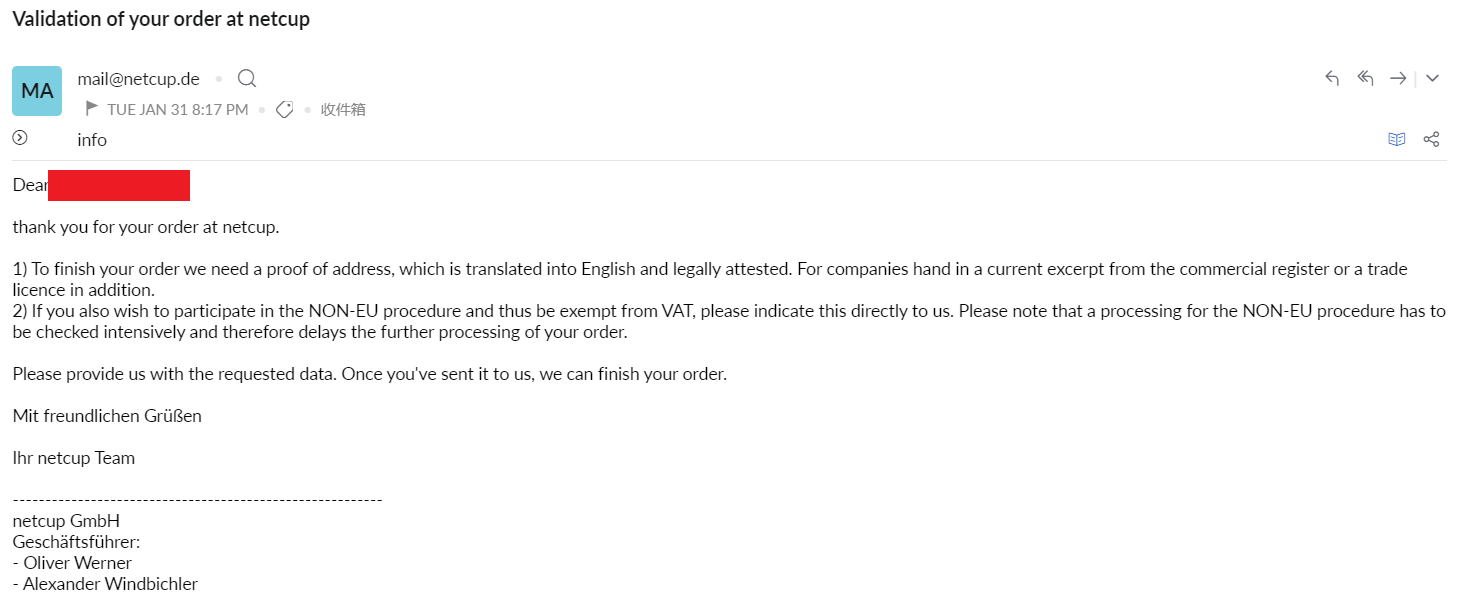 Validation of your order at netcup
MA
mail@netcup.de
TUE JAN 31 8:17 PM
收件箱
info
Dear
thank you for your order at netcup.
1) To finish your order we need a proof of address, which is translated into English and legally attested. For companies hand in a current excerpt from the commercial register or a trade
licence in addition.
2) If you also wish to participate in the NON-EU procedure and thus be exempt from VAT, please indicate this directly to us. Please note that a processing for the NON-EU procedure has to
be checked intensively and therefore delays the further processing of your order.
Please provide us with the requested data. Once you've sent it to us, we can finish your order.
Mit freundlichen Grüßen
Ihr netcup Team
---------------------------------------------------------
netcup GmbH
Geschäftsführer:
- Oliver Werner
- Alexander Windbichler